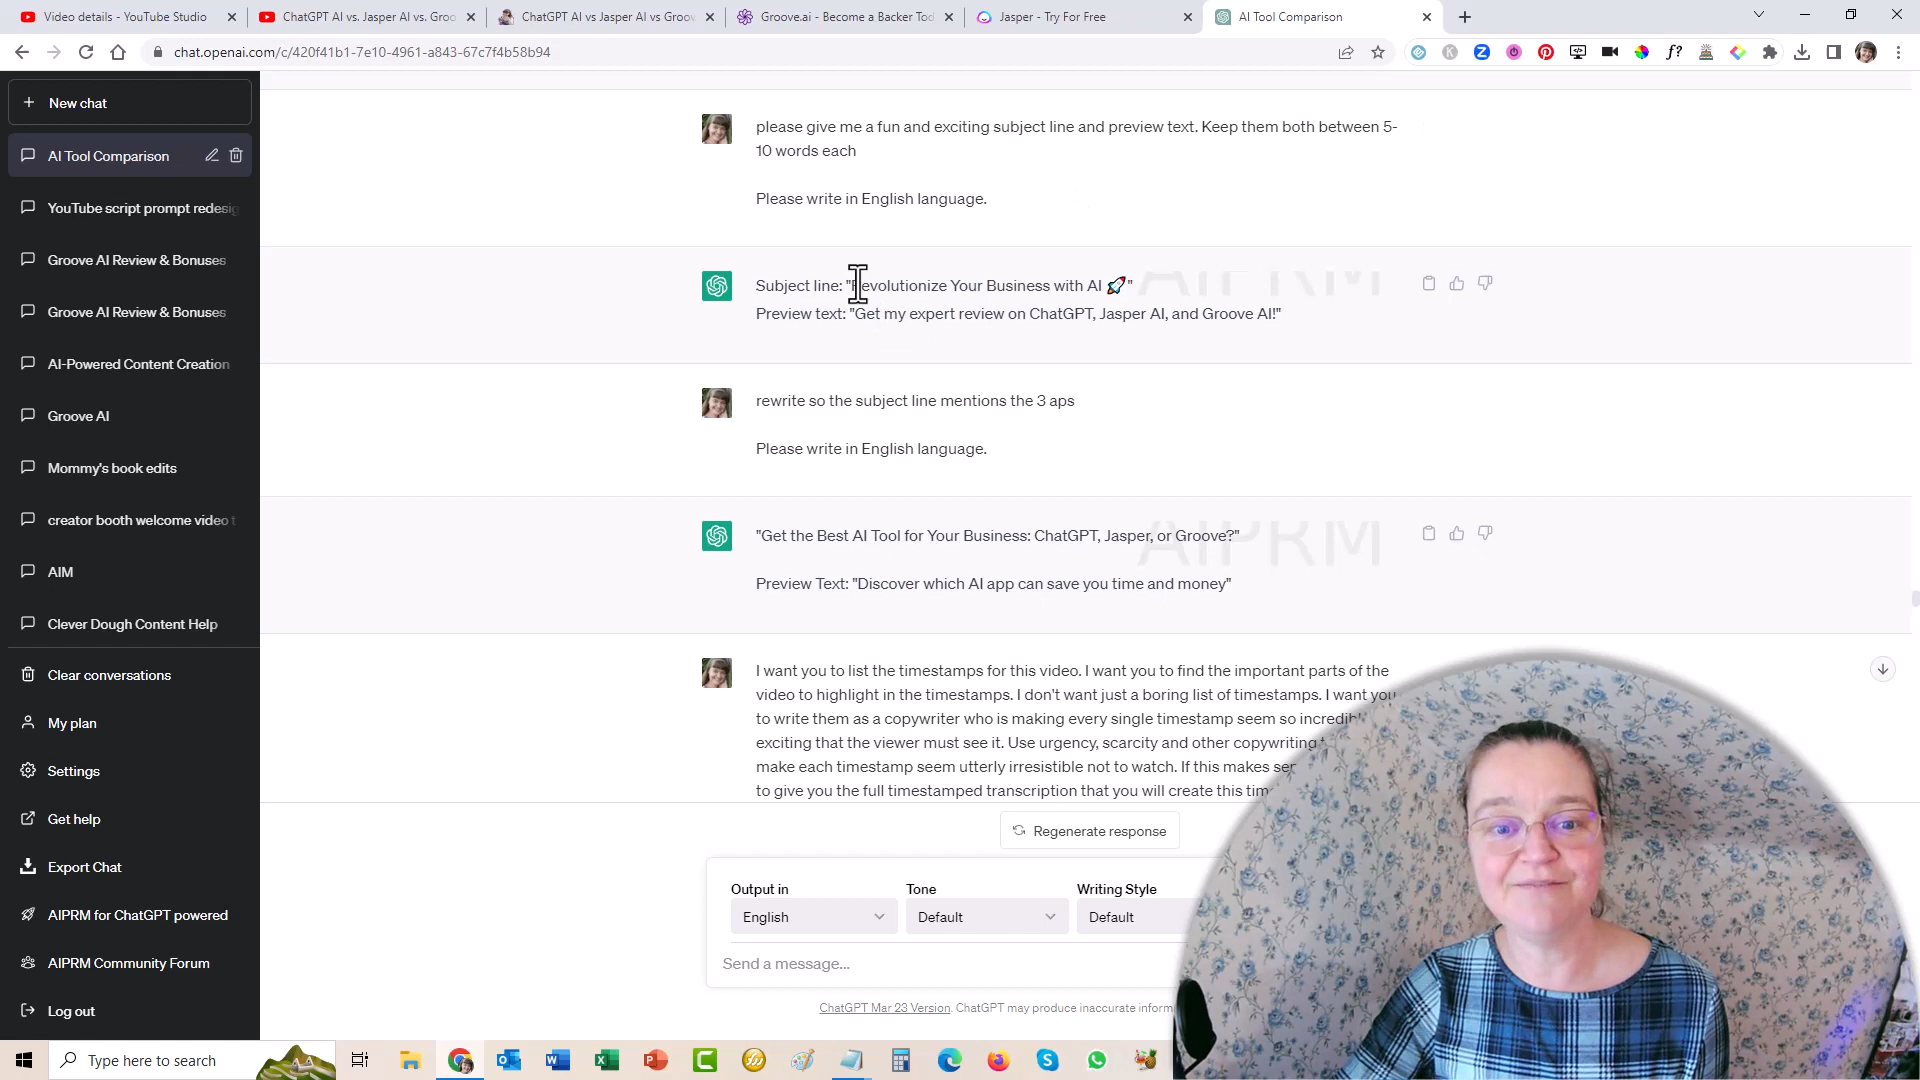 Video details - YouTube Studio
ChatGPT AI vs. Jasper AI vs. Groo
ChatGPT AI vs Jasper AI vs Groov
Groove.ai - Become a Backer Tod
Jasper - Try For Free
AI Tool Comparison
chat.openai.com/c/420f41b1-7e10-4961-a843-67c7f4b58b94
New chat
AI Tool Comparison
YouTube script prompt redesig
Groove AI Review & Bonuses
Groove AI Review & Bonuses
AI-Powered Content Creation
Groove AI
Mommy's book edits
creator booth welcome video t
AIM
Clever Dough Content Help
Clear conversations
My plan
Settings
Get help
Export Chat
AIPRM for ChatGPT powered
AIPRM Community Forum
Log out
please give me a fun and exciting subject line and preview text. Keep them both between 5-
10 words each
Please write in English language.
Subject line: "Revolutionize Your Business with AI 🚀"
Preview text: "Get my expert review on ChatGPT, Jasper AI, and Groove AI!"
AIPRM
rewrite so the subject line mentions the 3 aps
Please write in English language.
"Get the Best AI Tool for Your Business: ChatGPT, Jasper, or Groove?"
Preview Text: "Discover which AI app can save you time and money"
AIPRM
I want you to list the timestamps for this video. I want you to find the important parts of the
video to highlight in the timestamps. I don't want just a boring list of timestamps. I want you
to write them as a copywriter who is making every single timestamp seem so incredibl
exciting that the viewer must see it. Use urgency, scarcity and other copywriting
make each timestamp seem utterly irresistible not to watch. If this makes sen
to give you the full timestamped transcription that you will create this tim
Regenerate response
Output in
Tone
Writing Style
English
Default
Default
Send a message...
ChatGPT Mar 23 Version. ChatGPT may produce inaccurate inform
Type here to search